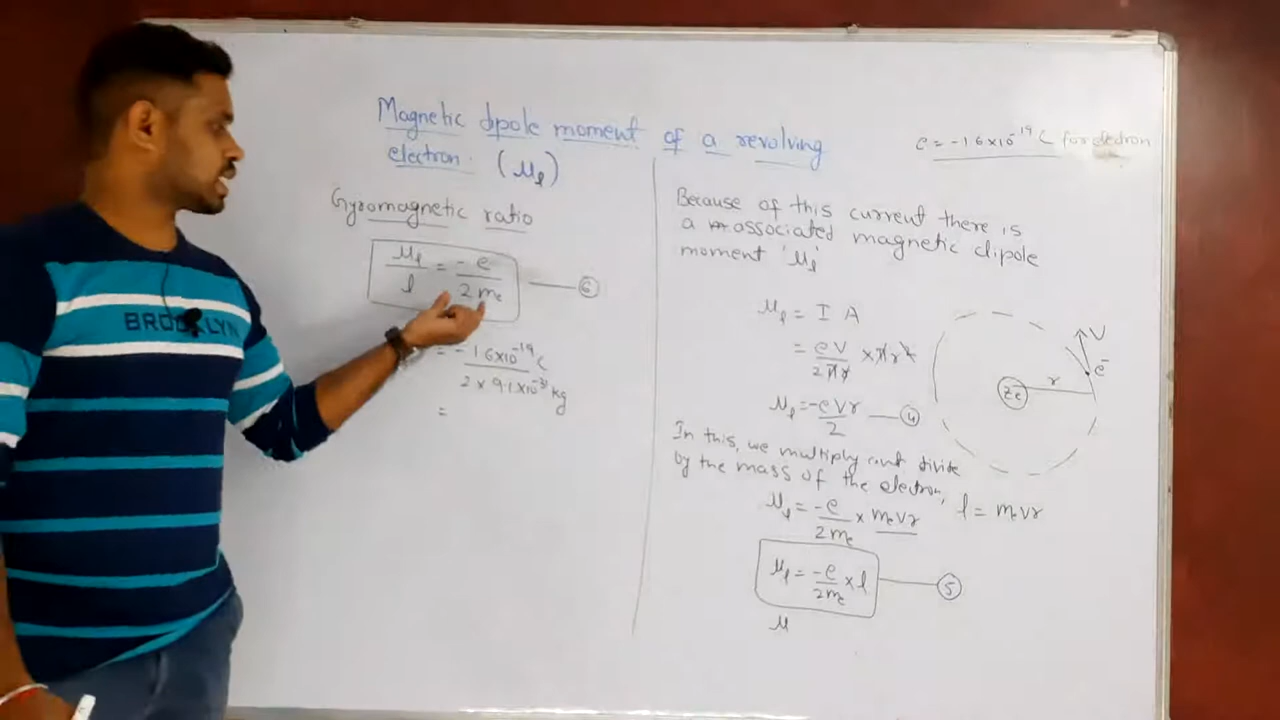 Magnetic dipole moment of a revolving
electron. (μₗ)
e = -1.6×10⁻¹⁹ C for electron
Gyromagnetic ratio
μₗ/l = -e/2mₑ — ⑥
= -1.6×10⁻¹⁹ C / 2 × 9.1×10⁻³¹ kg
=
Because of this current there is
a associated magnetic dipole
moment 'μₗ'
μₗ = I A
= eV/2πr × πr²
μₗ = -eVr/2 — ④
In this, we multiply and divide
by the mass of the electron,
μₗ = -e/2mₑ × mₑVr
l = mₑVr
μₗ = -e/2mₑ × l — ⑤
μ
V
e⁻
r
Ze
BROOKLYN